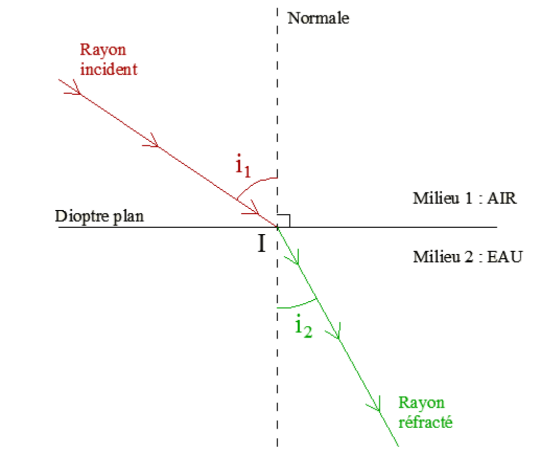 Normale
Rayon
incident
i1
Milieu 1 : AIR
Dioptre plan
I
Milieu 2 : EAU
i2
Rayon
réfracté